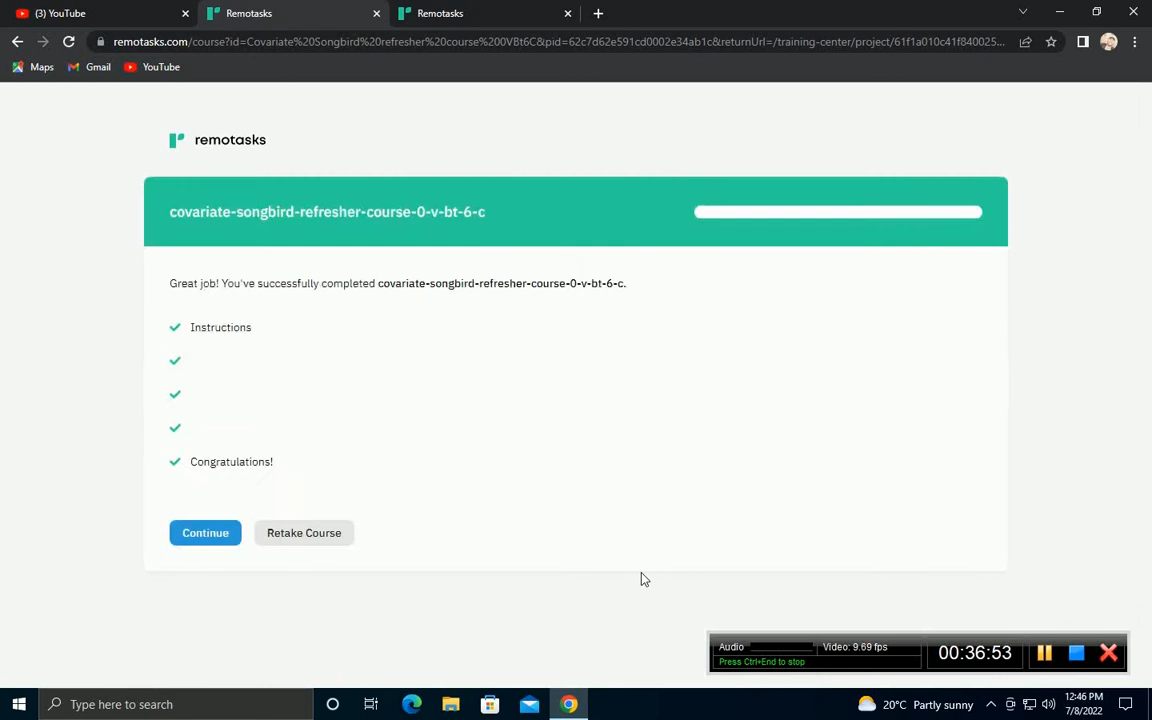 (3) YouTube
Remotasks
Remotasks
remotasks.com/course?id=Covariate%20Songbird%20refresher%20course%200VBt6C&pid=62c7d62e591cd0002e34ab1c&returnUrl=/training-center/project/61f1a010c41f840025...
Maps
Gmail
YouTube
remotasks
covariate-songbird-refresher-course-0-v-bt-6-c
Great job! You've successfully completed covariate-songbird-refresher-course-0-v-bt-6-c.
Instructions
Congratulations!
Continue
Retake Course
Audio
Video: 9.69 fps
Press Ctrl+End to stop
00:36:53
Type here to search
20°C Partly sunny
12:46 PM
7/8/2022